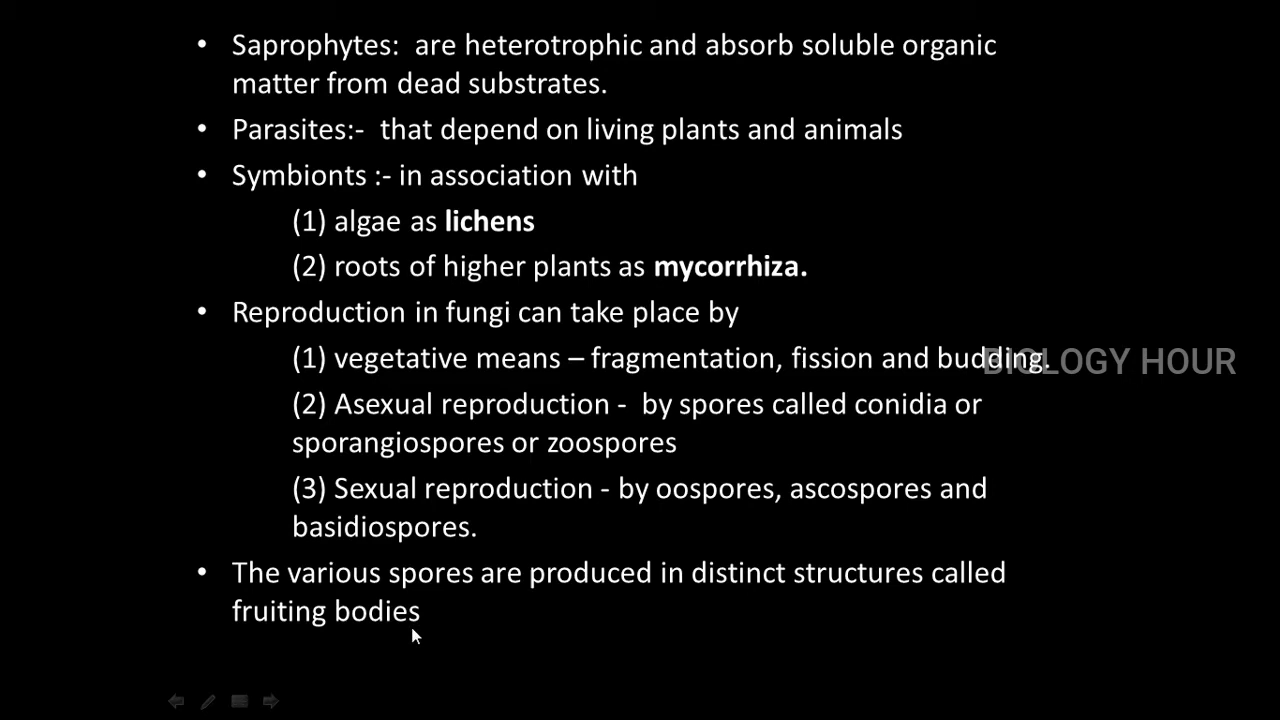 • Saprophytes: are heterotrophic and absorb soluble organic
matter from dead substrates.
• Parasites:- that depend on living plants and animals
• Symbionts :- in association with
(1) algae as lichens
(2) roots of higher plants as mycorrhiza.
• Reproduction in fungi can take place by
(1) vegetative means – fragmentation, fission and budding.
BIOLOGY HOUR
(2) Asexual reproduction - by spores called conidia or
sporangiospores or zoospores
(3) Sexual reproduction - by oospores, ascospores and
basidiospores.
• The various spores are produced in distinct structures called
fruiting bodies